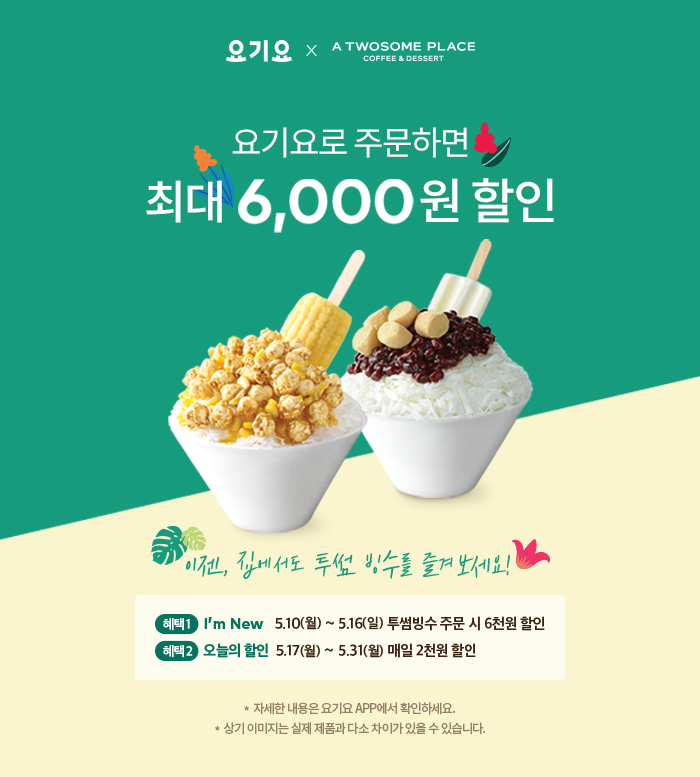 요기요 X A TWOSOME PLACE
COFFEE & DESSERT
요기요로 주문하면
최대 6,000원 할인
이젠, 집에서도 투썸 빙수를 즐겨보세요!
혜택1 I'm New 5.10(월) ~ 5.16(일) 투썸빙수 주문 시 6천원 할인
혜택2 오늘의 할인 5.17(월) ~ 5.31(월) 매일 2천원 할인
* 자세한 내용은 요기요 APP에서 확인하세요.
* 상기 이미지는 실제 제품과 다소 차이가 있을 수 있습니다.